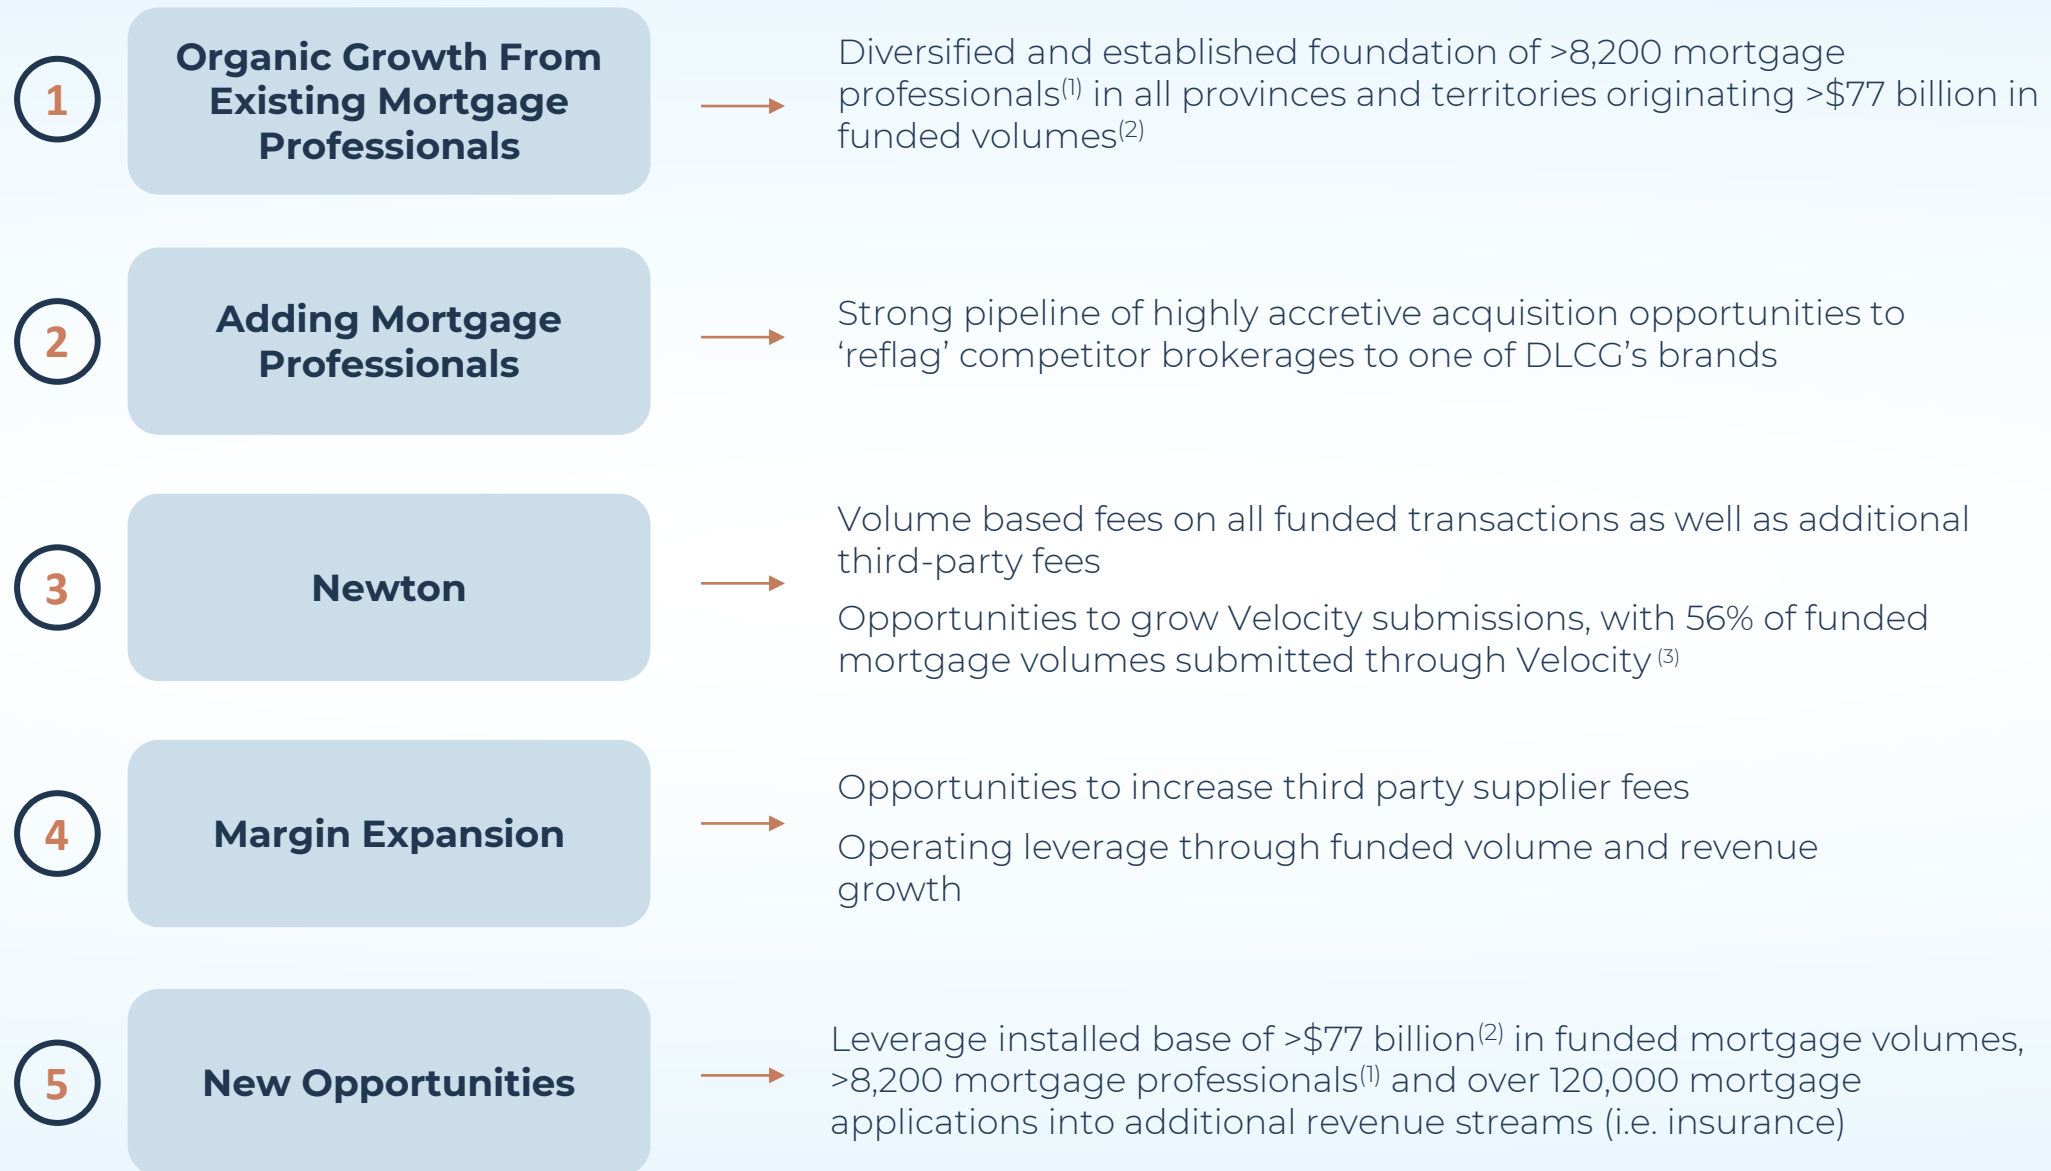 1
Organic Growth From
Existing Mortgage
Professionals
Diversified and established foundation of >8,200 mortgage
professionals(1) in all provinces and territories originating >$77 billion in
funded volumes(2)
2
Adding Mortgage
Professionals
Strong pipeline of highly accretive acquisition opportunities to
‘reflag’ competitor brokerages to one of DLCG’s brands
3
Newton
Volume based fees on all funded transactions as well as additional
third-party fees
Opportunities to grow Velocity submissions, with 56% of funded
mortgage volumes submitted through Velocity (3)
4
Margin Expansion
Opportunities to increase third party supplier fees
Operating leverage through funded volume and revenue
growth
5
New Opportunities
Leverage installed base of >$77 billion(2) in funded mortgage volumes,
>8,200 mortgage professionals(1) and over 120,000 mortgage
applications into additional revenue streams (i.e. insurance)